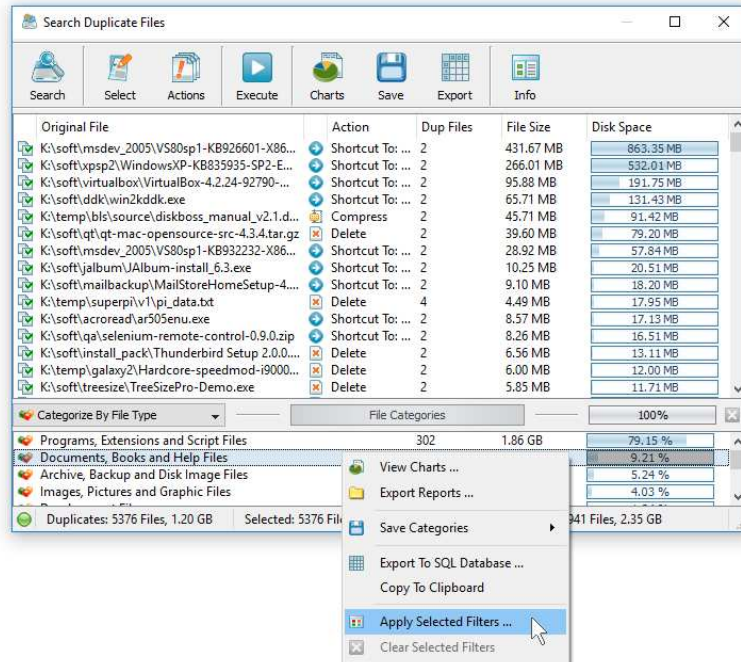 Search Duplicate Files
Search Select Actions Execute Charts Save Export Info
Original File Action Dup Files File Size Disk Space
K:\soft\msdev_2005\VS80sp1-KB926601-X86... Shortcut To: ... 2 431.67 MB 863.35 MB
K:\soft\xpsp2\WindowsXP-KB835935-SP2-E... Shortcut To: ... 2 266.01 MB 532.01 MB
K:\soft\virtualbox\VirtualBox-4.2.24-92790-... Shortcut To: ... 2 95.88 MB 191.75 MB
K:\soft\ddk\win2kddk.exe Shortcut To: ... 2 65.71 MB 131.43 MB
K:\temp\bls\source\diskboss_manual_v2.1.d... Compress 2 45.71 MB 91.42 MB
K:\soft\qt\qt-mac-opensource-src-4.3.4.tar.gz Delete 2 39.60 MB 79.20 MB
K:\soft\msdev_2005\VS80sp1-KB932232-X86... Shortcut To: ... 2 28.92 MB 57.84 MB
K:\soft\jalbum\JAlbum-install_6.3.exe Shortcut To: ... 2 10.25 MB 20.51 MB
K:\soft\mailbackup\MailStoreHomeSetup-4.... Shortcut To: ... 2 9.10 MB 18.20 MB
K:\temp\superpi\v1\pi_data.txt Delete 4 4.49 MB 17.95 MB
K:\soft\acroread\ar505enu.exe Shortcut To: ... 2 8.57 MB 17.13 MB
K:\soft\qa\selenium-remote-control-0.9.0.zip Shortcut To: ... 2 8.26 MB 16.51 MB
K:\soft\install_pack\Thunderbird Setup 2.0.0.... Delete 2 6.56 MB 13.11 MB
K:\temp\galaxy2\Hardcore-speedmod-i9000... Delete 2 6.00 MB 12.00 MB
K:\soft\treesize\TreeSizePro-Demo.exe Delete 2 5.85 MB 11.71 MB
Categorize By File Type File Categories 100%
Programs, Extensions and Script Files 302 1.86 GB 79.15 %
Documents, Books and Help Files 9.21 %
Archive, Backup and Disk Image Files 5.24 %
Images, Pictures and Graphic Files 4.03 %
Duplicates: 5376 Files, 1.20 GB Selected: 5376 Fil 941 Files, 2.35 GB
View Charts ...
Export Reports ...
Save Categories
Export To SQL Database ...
Copy To Clipboard
Apply Selected Filters ...
Clear Selected Filters